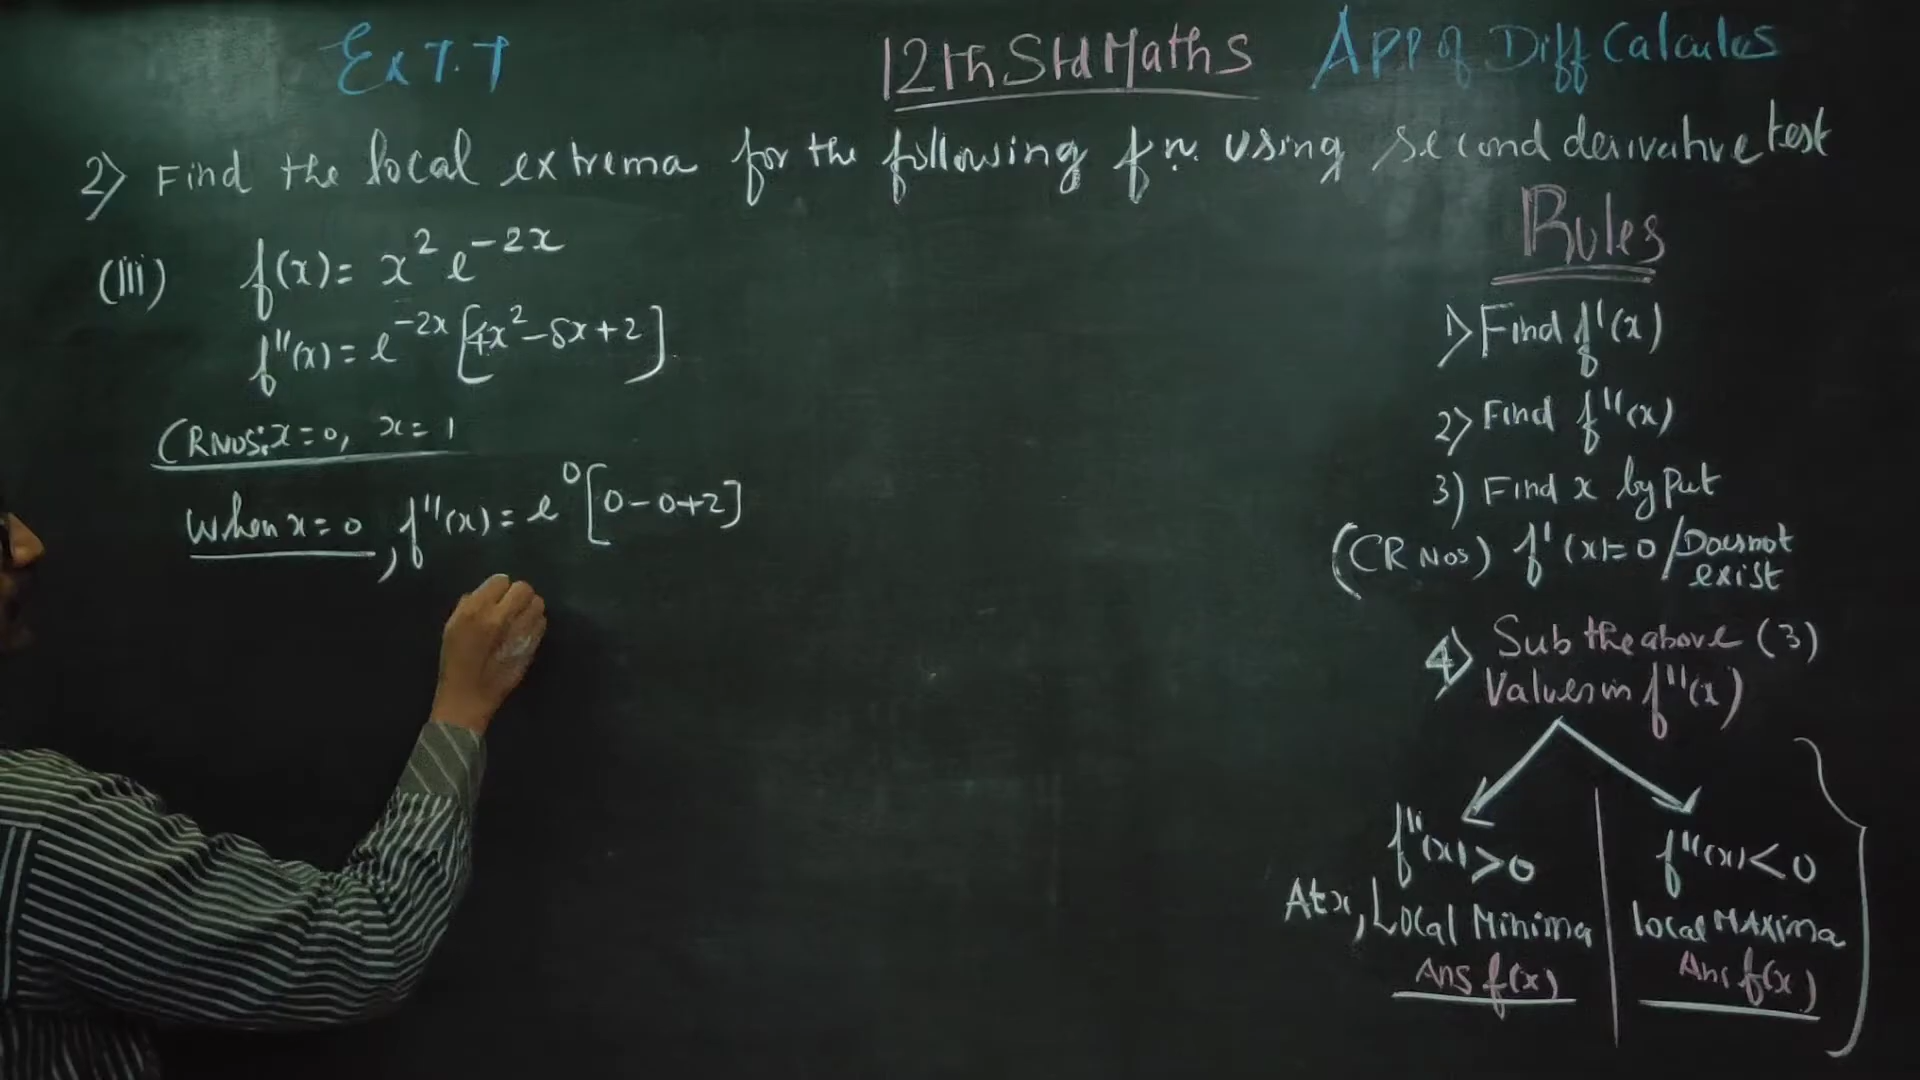 Ex 7.7
12th Std Maths
App of Diff Calculus
2) Find the local extrema for the following fn. using second derivative test
(iii) f(x) = x² e^-2x
f''(x) = e^-2x [4x² - 8x + 2]
CRNOS: x=0, x=1
When x=0, f''(x) = e^0 [0 - 0 + 2]
Rules
1) Find f'(x)
2) Find f''(x)
3) Find x by put
(CR Nos) f'(x)=0/Does not exist
4) Sub the above (3)
Values in f''(x)
f''(x)>0
At x, Local Minima
Ans f(x)
f''(x)<0
local MAxima
Ans f(x)